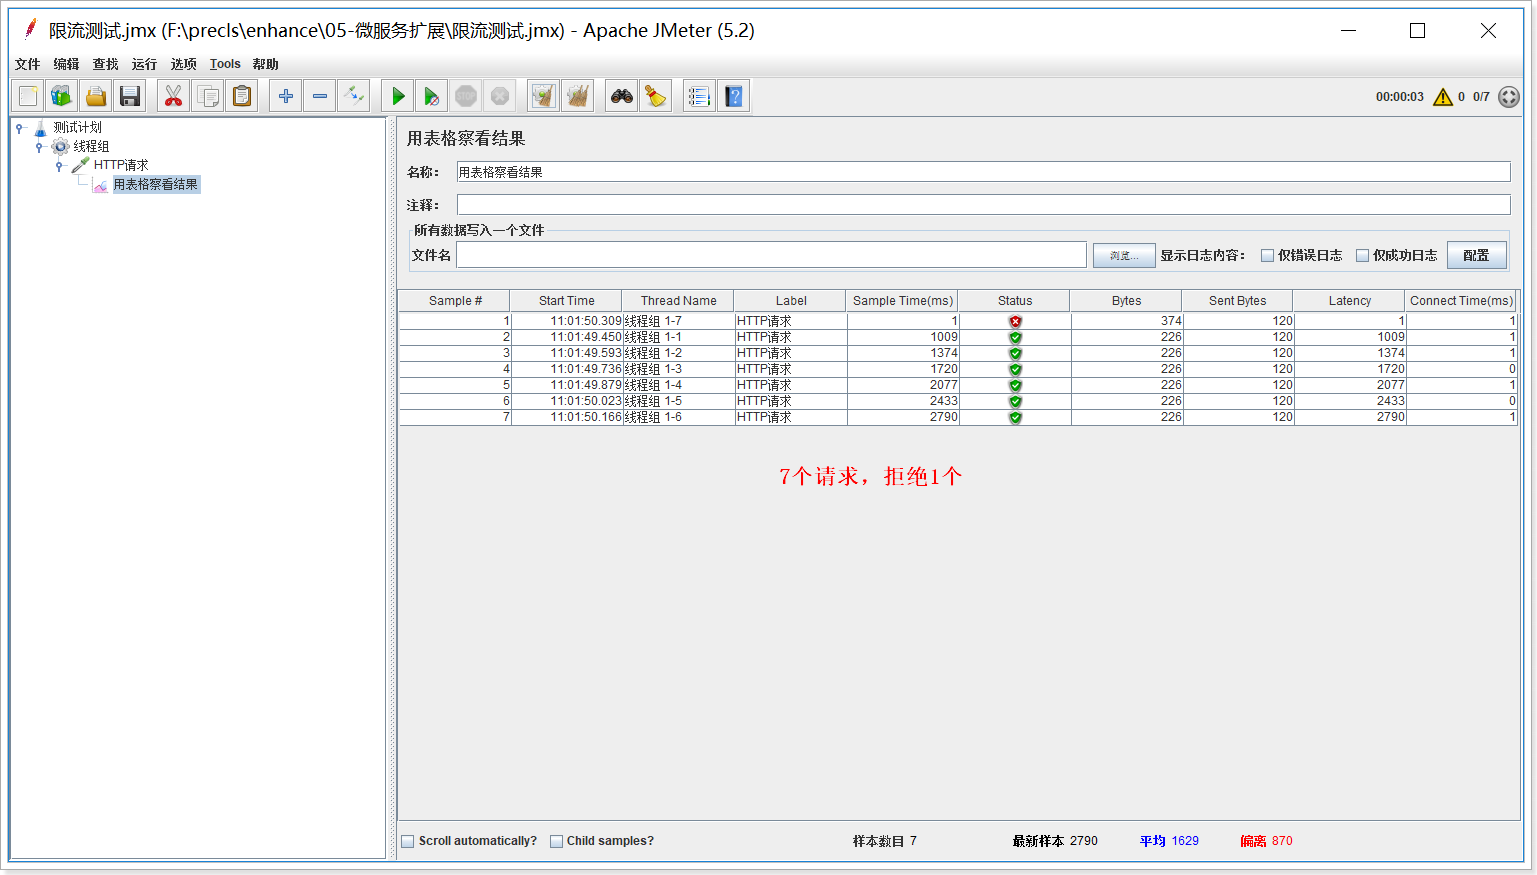 限流测试.jmx (F:\precls\enhance\05-微服务扩展\限流测试.jmx) - Apache JMeter (5.2)
文件 编辑 查找 运行 选项 Tools 帮助
00:00:03 0 0/7
测试计划
线程组
HTTP请求
用表格察看结果
用表格察看结果
名称： 用表格察看结果
注释：
所有数据写入一个文件
文件名 浏览... 显示日志内容： 仅错误日志 仅成功日志 配置
Sample # Start Time Thread Name Label Sample Time(ms) Status Bytes Sent Bytes Latency Connect Time(ms)
1 11:01:50.309 线程组 1-7 HTTP请求 1 374 120 1 1
2 11:01:49.450 线程组 1-1 HTTP请求 1009 226 120 1009 1
3 11:01:49.593 线程组 1-2 HTTP请求 1374 226 120 1374 1
4 11:01:49.736 线程组 1-3 HTTP请求 1720 226 120 1720 0
5 11:01:49.879 线程组 1-4 HTTP请求 2077 226 120 2077 1
6 11:01:50.023 线程组 1-5 HTTP请求 2433 226 120 2433 0
7 11:01:50.166 线程组 1-6 HTTP请求 2790 226 120 2790 1
7个请求，拒绝1个
Scroll automatically? Child samples? 样本数目 7 最新样本 2790 平均 1629 偏离 870